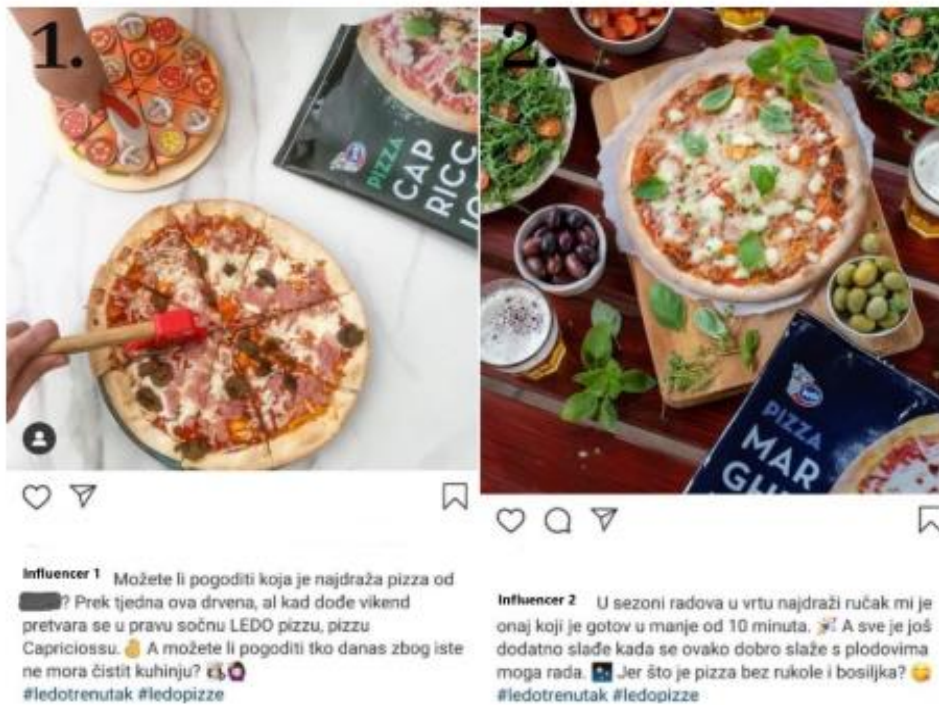 1.
PIZZA
CAP
RICC
IO
Influencer 1 Možete li pogoditi koja je najdraža pizza od
? Prek tjedna ova drvena, al kad dođe vikend
pretvara se u pravu sočnu LEDO pizzu, pizzu
Capriciossu. 👌 A možete li pogoditi tko danas zbog iste
ne mora čistit kuhinju?
#ledotrenutak #ledopizze
2.
PIZZA
MAR
GH
Influencer 2 U sezoni radova u vrtu najdraži ručak mi je
onaj koji je gotov u manje od 10 minuta. 🎉 A sve je još
dodatno slađe kada se ovako dobro slaže s plodovima
moga rada. Jer što je pizza bez rukole i bosiljka? 😋
#ledotrenutak #ledopizze